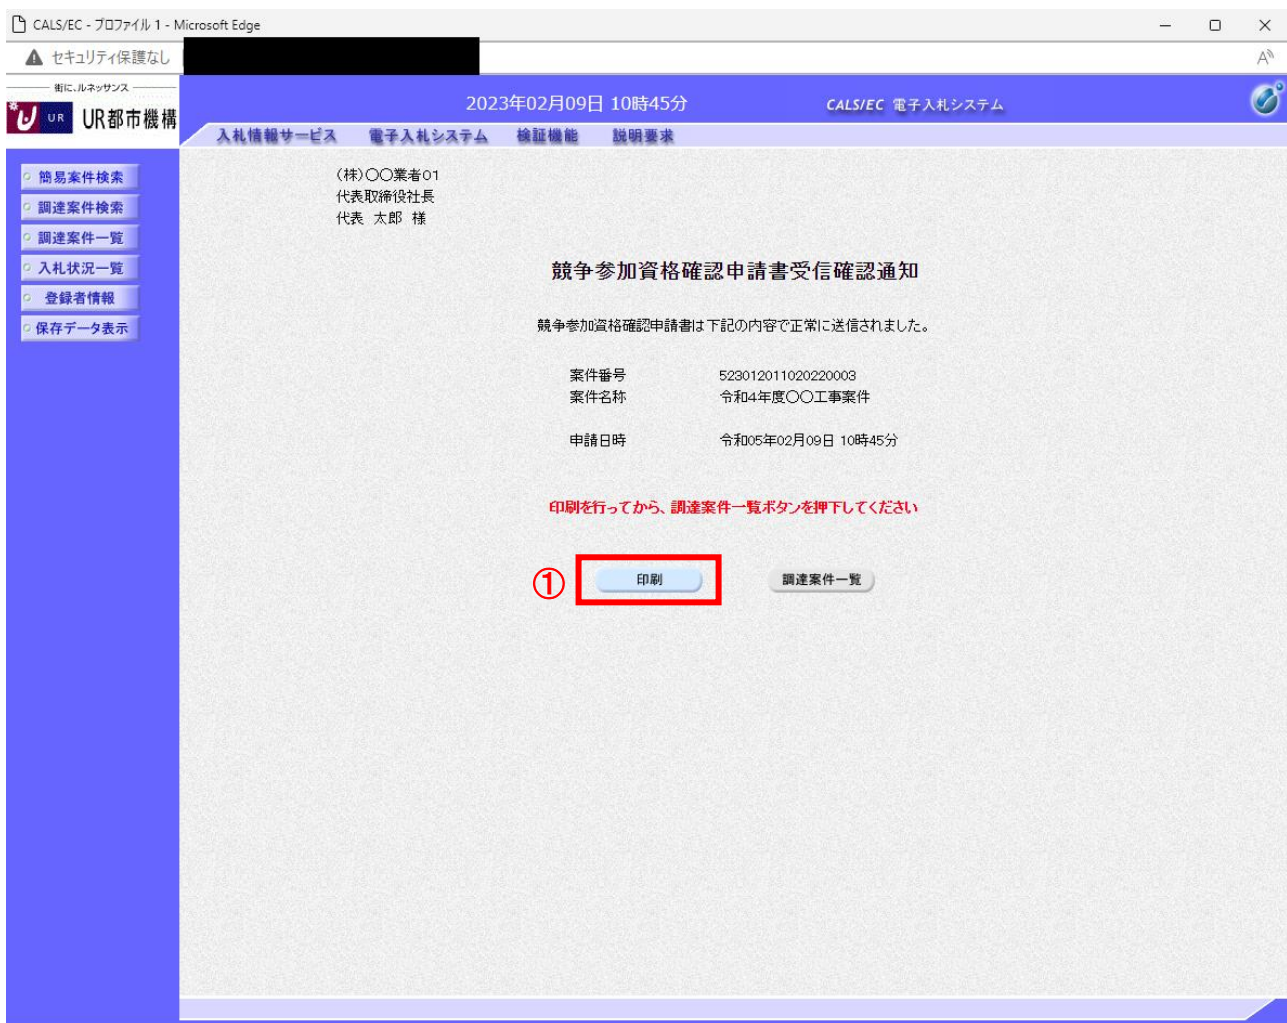 CALS/EC - プロファイル 1 - Microsoft Edge
セキュリティ保護なし
街に、ルネッサンス
UR UR都市機構
2023年02月09日 10時45分
CALS/EC 電子入札システム
入札情報サービス 電子入札システム 検証機能 説明要求
簡易案件検索
調達案件検索
調達案件一覧
入札状況一覧
登録者情報
保存データ表示
(株)〇〇業者01
代表取締役社長
代表 太郎 様
競争参加資格確認申請書受信確認通知
競争参加資格確認申請書は下記の内容で正常に送信されました。
案件番号 523012011020220003
案件名称 令和4年度〇〇工事案件
申請日時 令和05年02月09日 10時45分
印刷を行ってから、調達案件一覧ボタンを押下してください
① 印刷 調達案件一覧